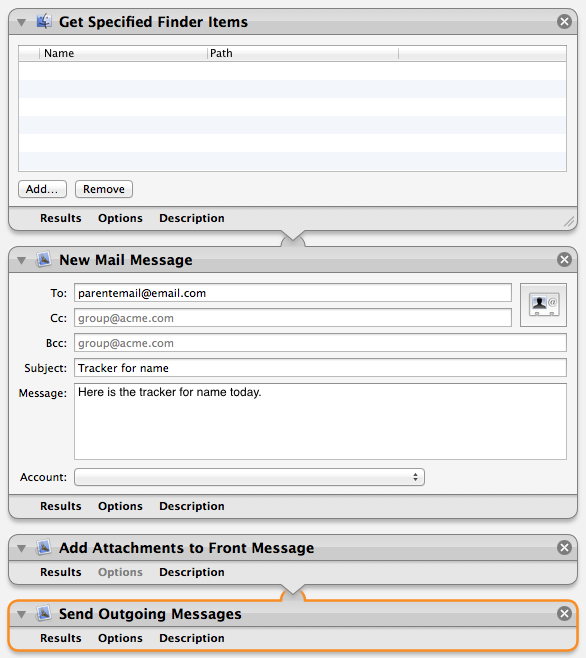 Get Specified Finder Items
Name Path
Add... Remove
Results Options Description
New Mail Message
To: parentemail@email.com
Cc: group@acme.com
Bcc: group@acme.com
Subject: Tracker for name
Message: Here is the tracker for name today.
Account:
Results Options Description
Add Attachments to Front Message
Results Options Description
Send Outgoing Messages
Results Options Description